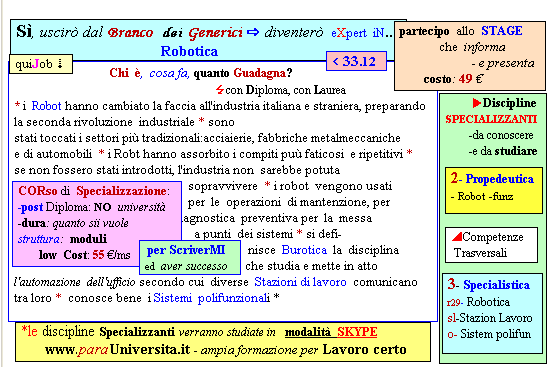 Sì, uscirò dal Branco dei Generici ⇨ diventerò eXpert iN...
Robotica
partecipo allo STAGE
che informa
- e presenta
costo: 49 €
quiJob
< 33.12
Chi è, cosa fa, quanto Guadagna?
con Diploma, con Laurea
* i Robot hanno cambiato la faccia all'industria italiana e straniera, preparando
la seconda rivoluzione industriale * sono
stati toccati i settori più tradizionali:acciaierie, fabbriche metalmeccaniche
e di automobili * i Robt hanno assorbito i compiti puù faticosi e ripetitivi *
se non fossero stati introdotti, l'industria non sarebbe potuta
sopravvivere * i robot vengono usati
per le operazioni di mantenzione, per
agnostica preventiva per la messa
a punti dei sistemi * si defi-
nisce Burotica la disciplina
che studia e mette in atto
l'automazione dell'ufficio secondo cui diverse Stazioni di lavoro comunicano
tra loro * conosce bene i Sistemi polifunzionali *
CORso di Specializzazione:
-post Diploma: NO università
-dura: quanto sii vuole
struttura: moduli
low Cost: 55 €/ms
per ScriverMI
ed aver successo
Discipline
SPECIALIZZANTI
-da conoscere
-e da studiare
2- Propedeutica
- Robot -funz
Competenze
Trasversali
3- Specialistica
r29- Robotica
sl-Stazion Lavoro
o- Sistem polifun
*le discipline Specializzanti verranno studiate in modalità SKYPE
www.paraUniversita.it - ampia formazione per Lavoro certo